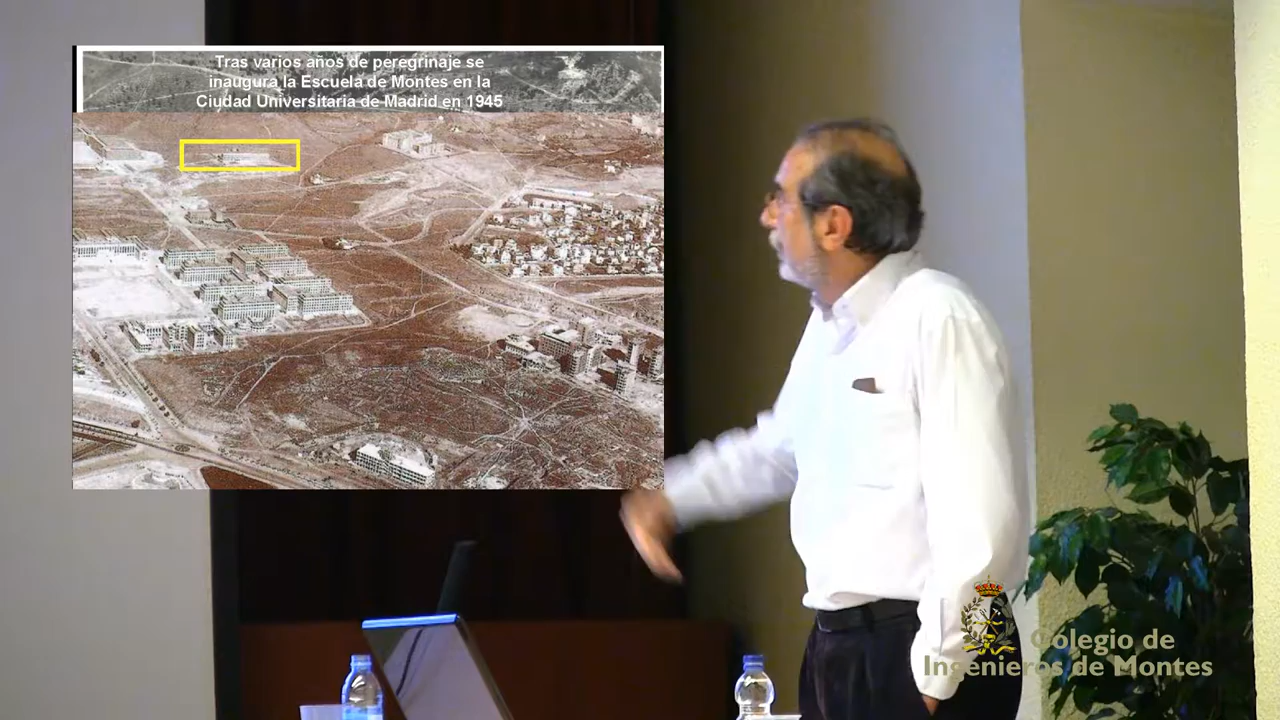 Tras varios años de peregrinaje se
inaugura la Escuela de Montes en la
Ciudad Universitaria de Madrid en 1945
Colegio de
Ingenieros de Montes